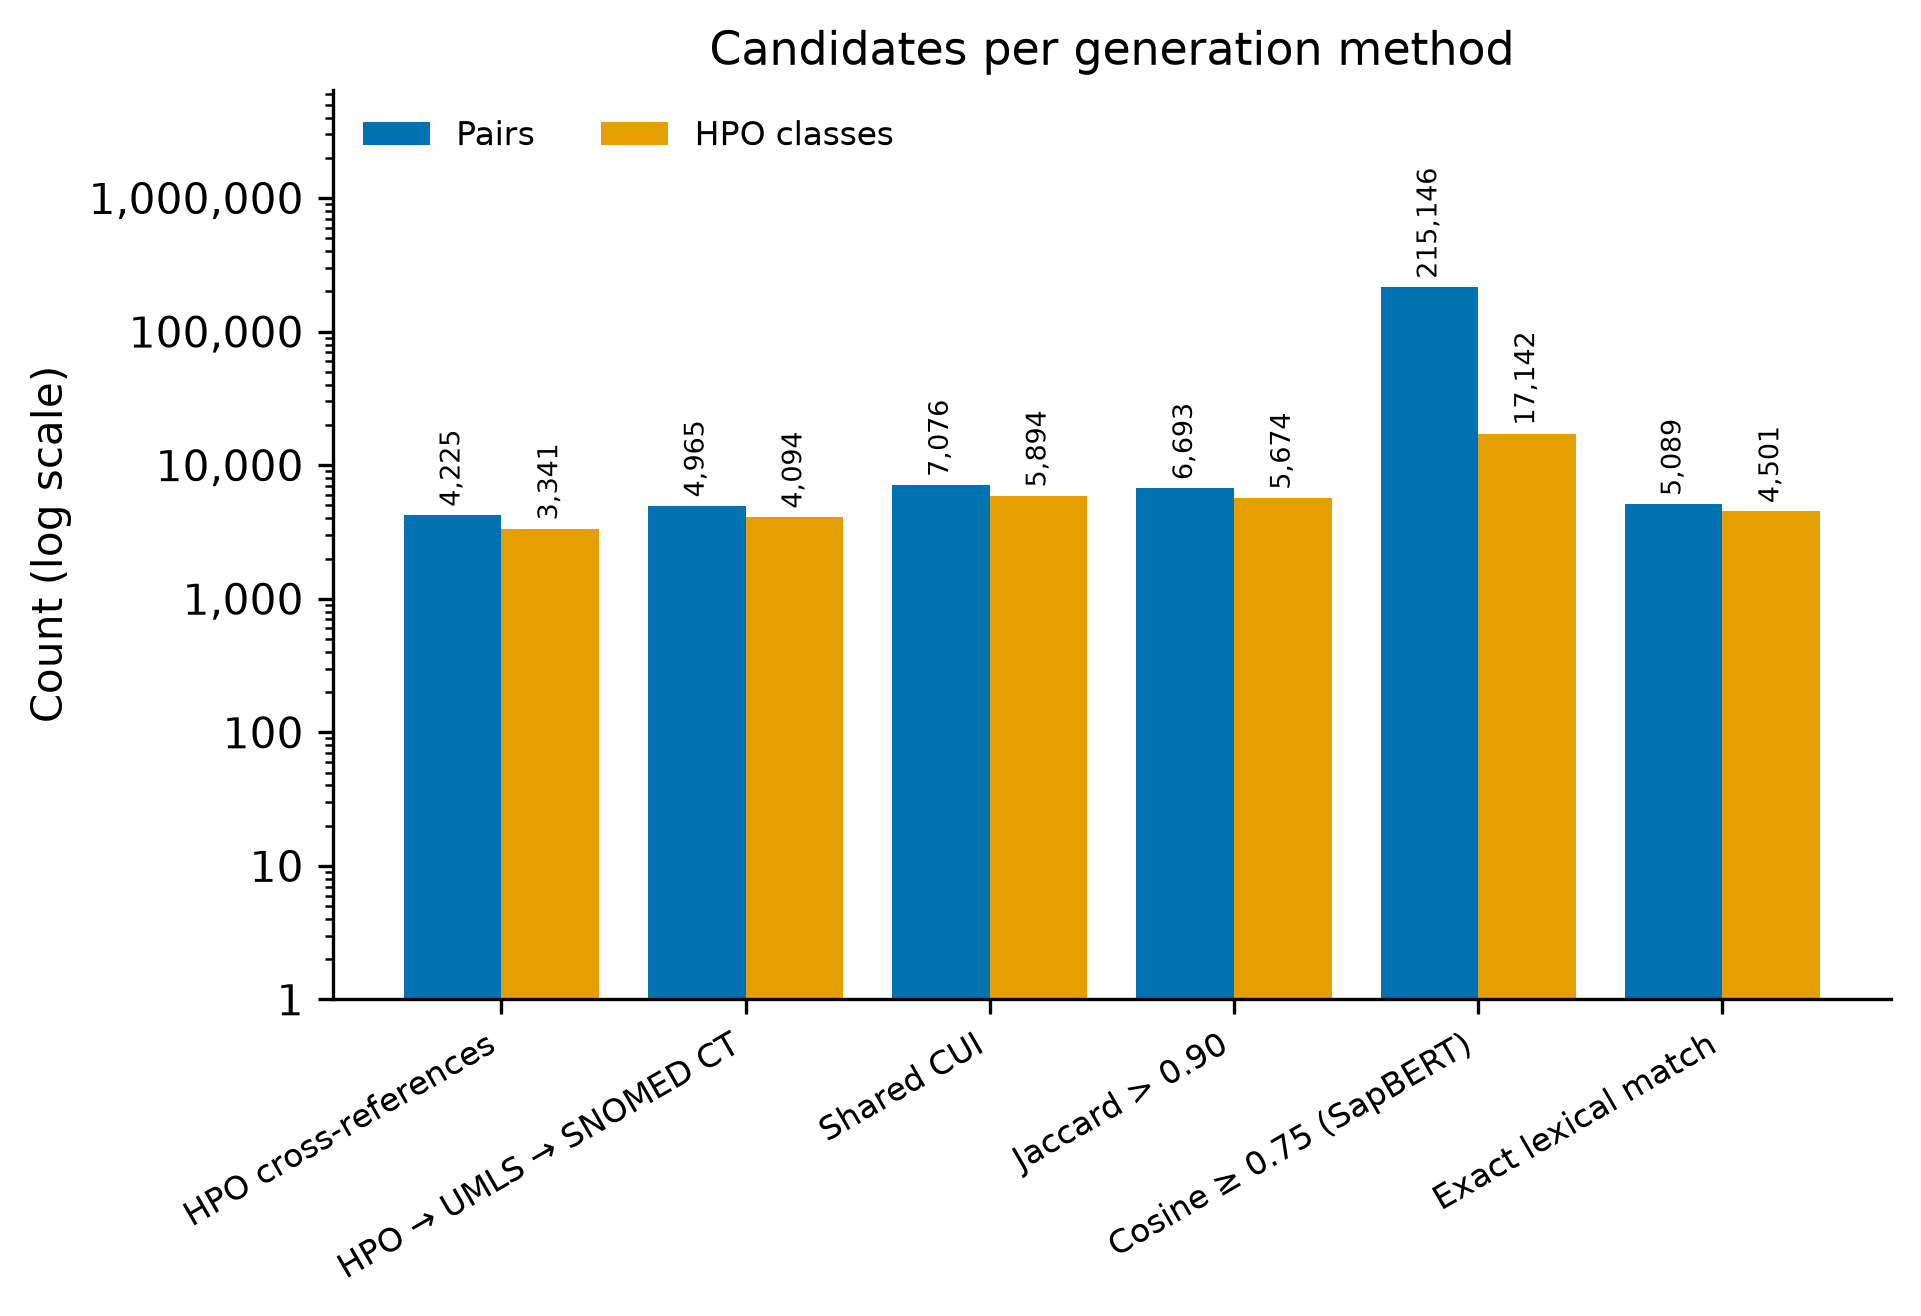 Candidates per generation method
Pairs
HPO classes
Count (log scale)
1,000,000
100,000
10,000
1,000
100
10
1
4,225
3,341
4,965
4,094
7,076
5,894
6,693
5,674
215,146
17,142
5,089
4,501
HPO cross-references
HPO → UMLS → SNOMED CT
Shared CUI
Jaccard > 0.90
Cosine ≥ 0.75 (SapBERT)
Exact lexical match